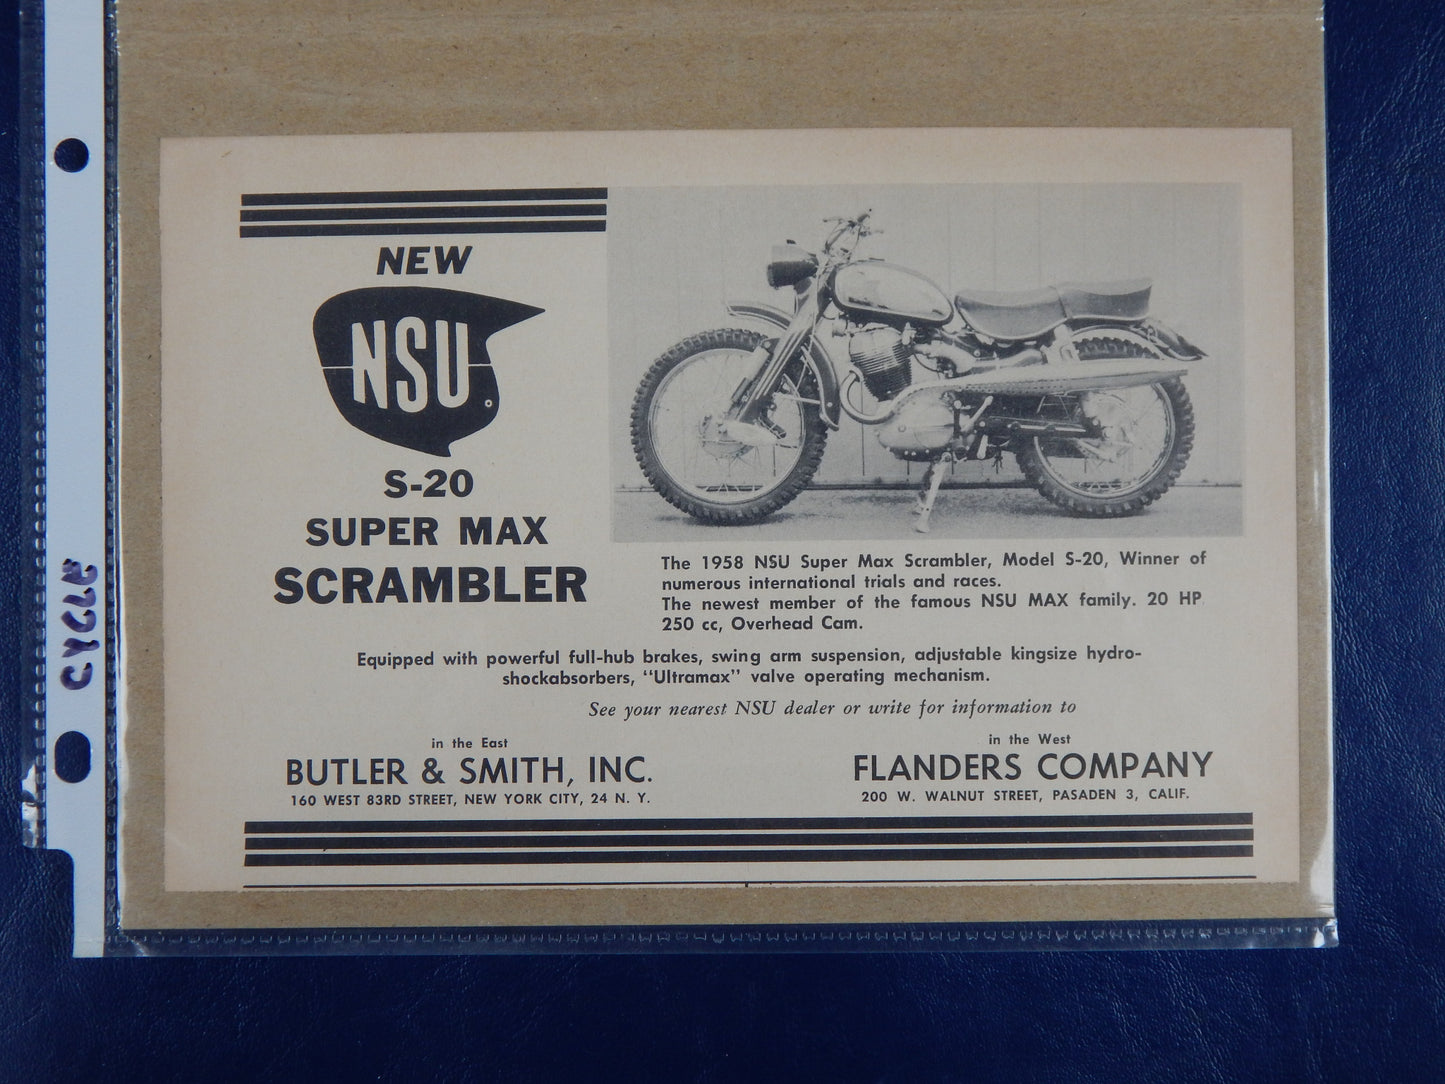 NEW
NSU
S-20
SUPER MAX
SCRAMBLER
The 1958 NSU Super Max Scrambler, Model S-20, Winner of
numerous international trials and races.
The newest member of the famous NSU MAX family. 20 HP
250 cc, Overhead Cam.
Equipped with powerful full-hub brakes, swing arm suspension, adjustable kingsize hydro-
shockabsorbers, "Ultramax" valve operating mechanism.
See your nearest NSU dealer or write for information to
in the East
BUTLER & SMITH, INC.
160 WEST 83RD STREET, NEW YORK CITY, 24 N. Y.
in the West
FLANDERS COMPANY
200 W. WALNUT STREET, PASADEN 3, CALIF.
CYCLE